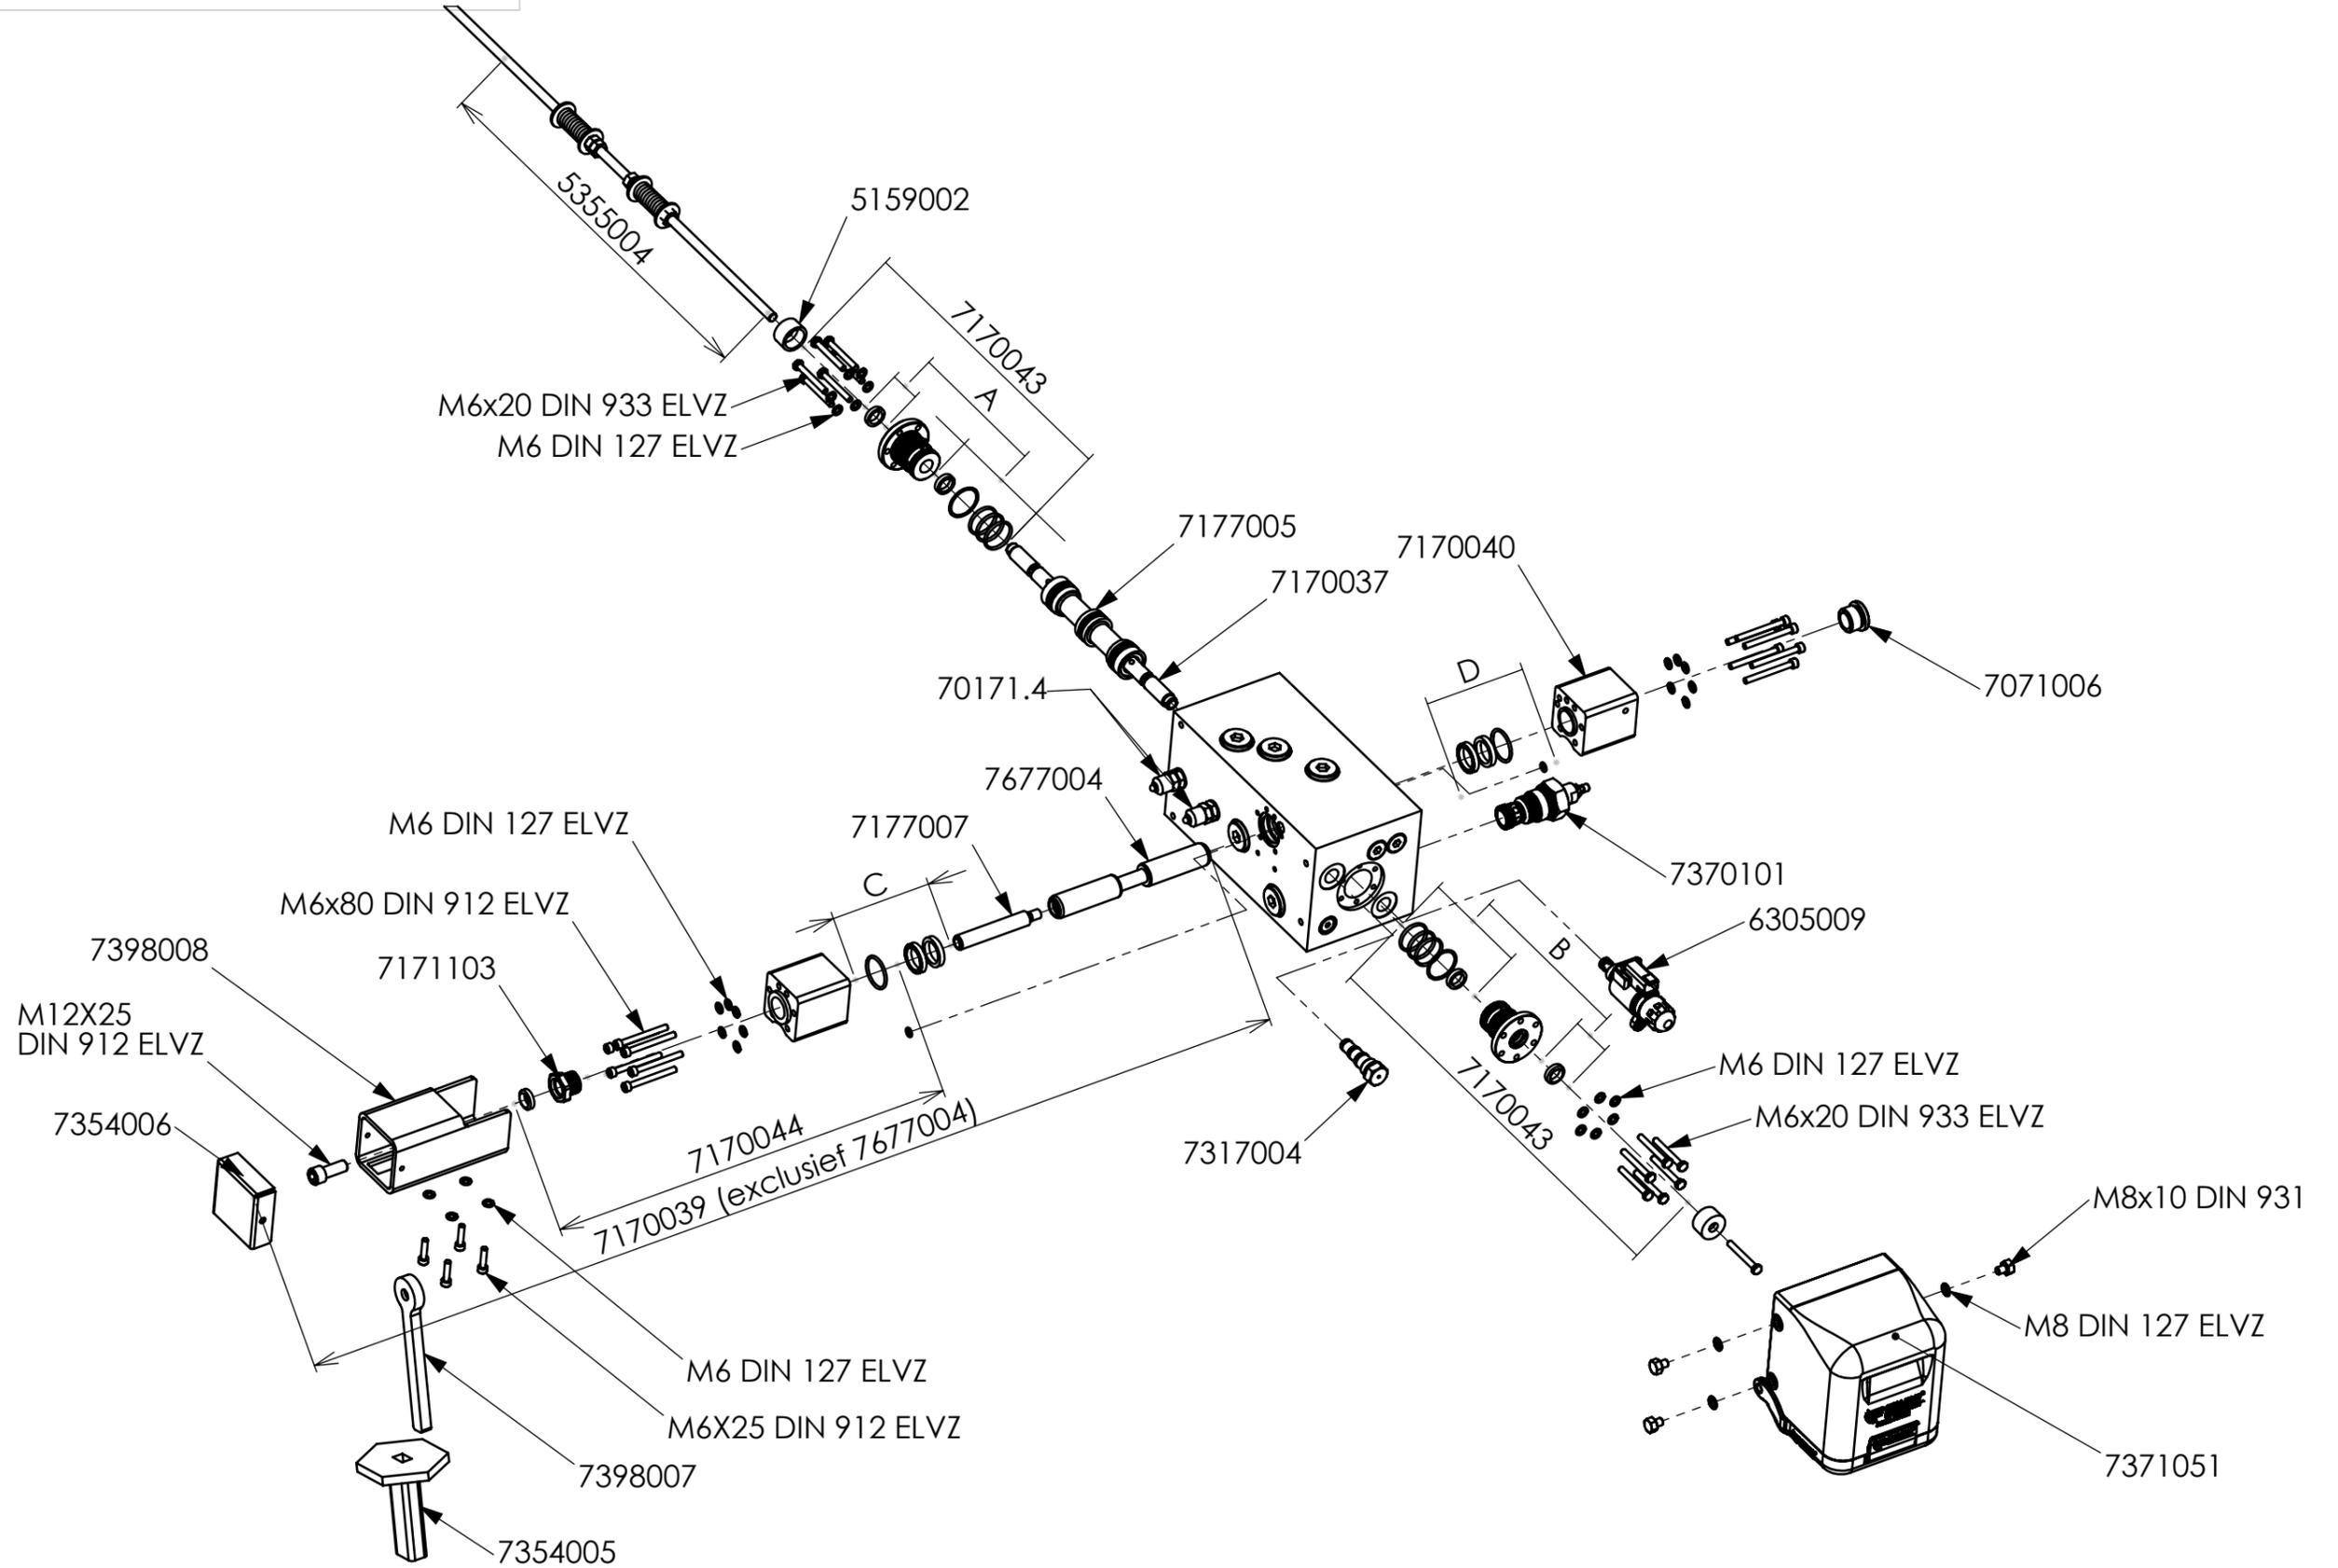 5355004
5159002
7170043
A
M6x20 DIN 933 ELVZ
M6 DIN 127 ELVZ
7177005
7170040
7170037
D
70171.4
7071006
7677004
M6 DIN 127 ELVZ
7177007
7370101
C
M6x80 DIN 912 ELVZ
6305009
7398008
7171103
B
M12X25
DIN 912 ELVZ
M6 DIN 127 ELVZ
7170043
M6x20 DIN 933 ELVZ
7354006
7170044
7317004
7170039 (exclusief 7677004)
M8x10 DIN 931
M8 DIN 127 ELVZ
M6 DIN 127 ELVZ
M6X25 DIN 912 ELVZ
7398007
7371051
7354005